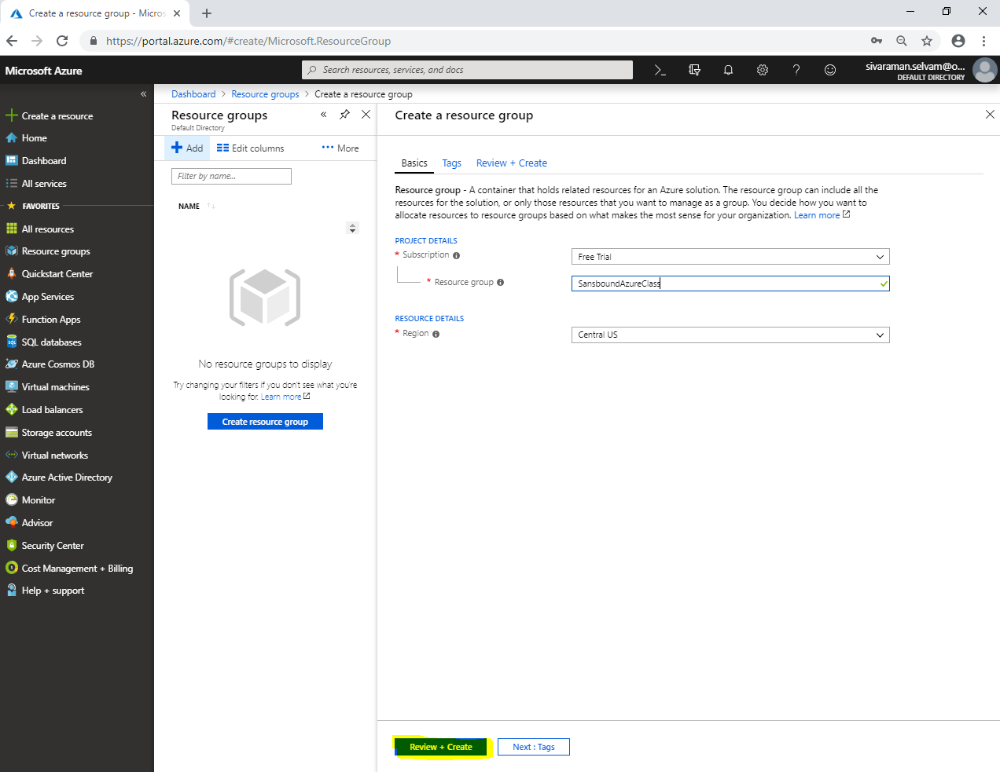 Create a resource group - Micros
https://portal.azure.com/#create/Microsoft.ResourceGroup
Microsoft Azure
Search resources, services, and docs
sivaraman.selvam@o...
DEFAULT DIRECTORY
Create a resource
Home
Dashboard
All services
FAVORITES
All resources
Resource groups
Quickstart Center
App Services
Function Apps
SQL databases
Azure Cosmos DB
Virtual machines
Load balancers
Storage accounts
Virtual networks
Azure Active Directory
Monitor
Advisor
Security Center
Cost Management + Billing
Help + support
Dashboard > Resource groups > Create a resource group
Resource groups
Default Directory
Add
Edit columns
More
Filter by name...
NAME
No resource groups to display
Try changing your filters if you don't see what you're
looking for. Learn more
Create resource group
Create a resource group
Basics
Tags
Review + Create
Resource group - A container that holds related resources for an Azure solution. The resource group can include all the
resources for the solution, or only those resources that you want to manage as a group. You decide how you want to
allocate resources to resource groups based on what makes the most sense for your organization. Learn more
PROJECT DETAILS
* Subscription
Free Trial
* Resource group
SansboundAzureClass
RESOURCE DETAILS
* Region
Central US
Review + Create
Next : Tags